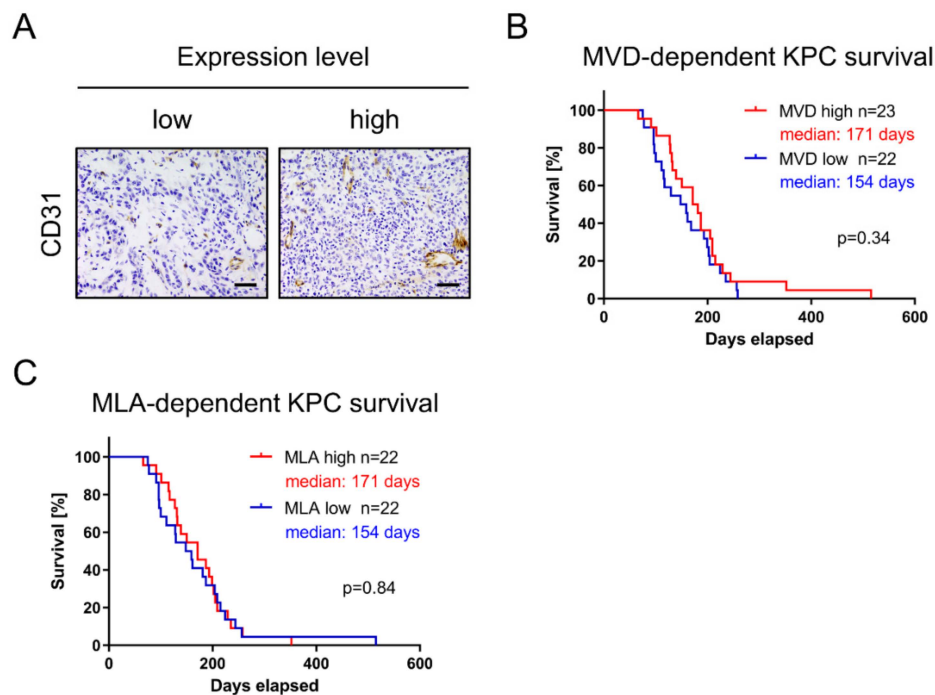 A
Expression level
low high
CD31
B
MVD-dependent KPC survival
MVD high n=23
median: 171 days
MVD low n=22
median: 154 days
p=0.34
Survival [%]
100
80
60
40
20
0
0 200 400 600
Days elapsed
C
MLA-dependent KPC survival
MLA high n=22
median: 171 days
MLA low n=22
median: 154 days
p=0.84
Survival [%]
100
80
60
40
20
0
0 200 400 600
Days elapsed